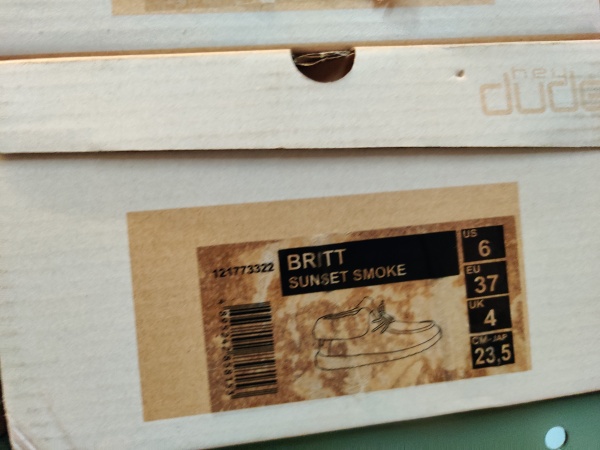 hey
dude
121773322
BRITT
SUNSET SMOKE
US
6
EU
37
UK
4
CM-JAP
23,5